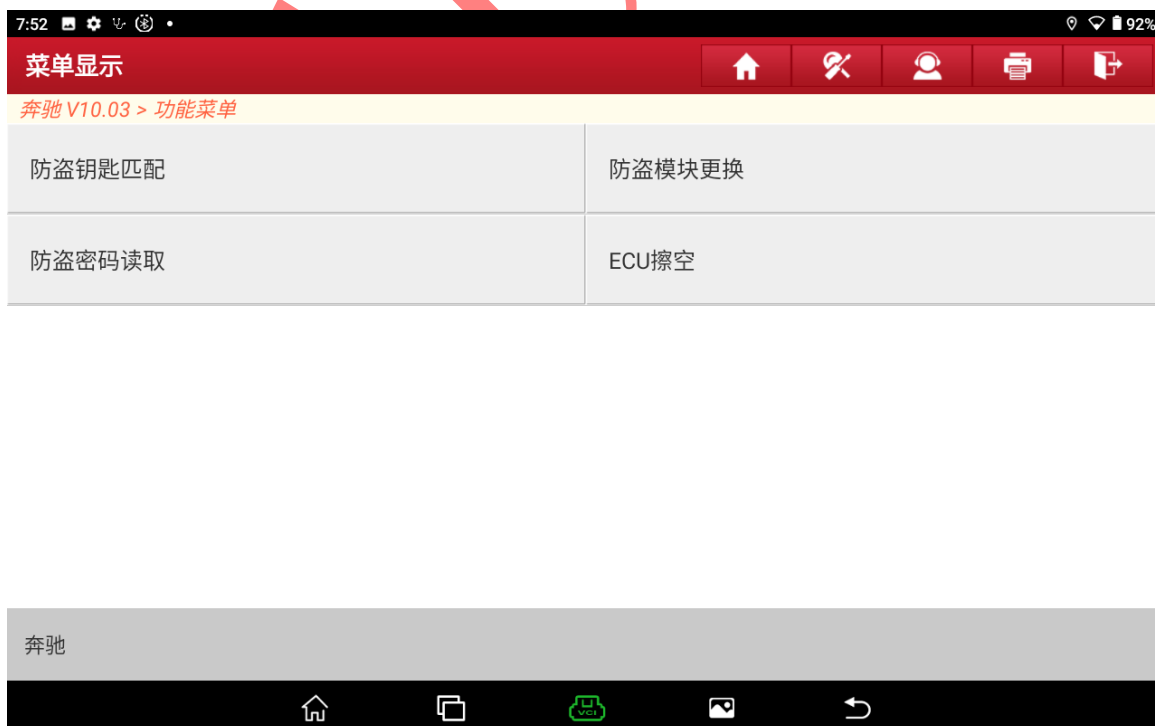 7:52
92%
菜单显示
奔驰 V10.03 > 功能菜单
防盗钥匙匹配
防盗模块更换
防盗密码读取
ECU擦空
奔驰
VCI